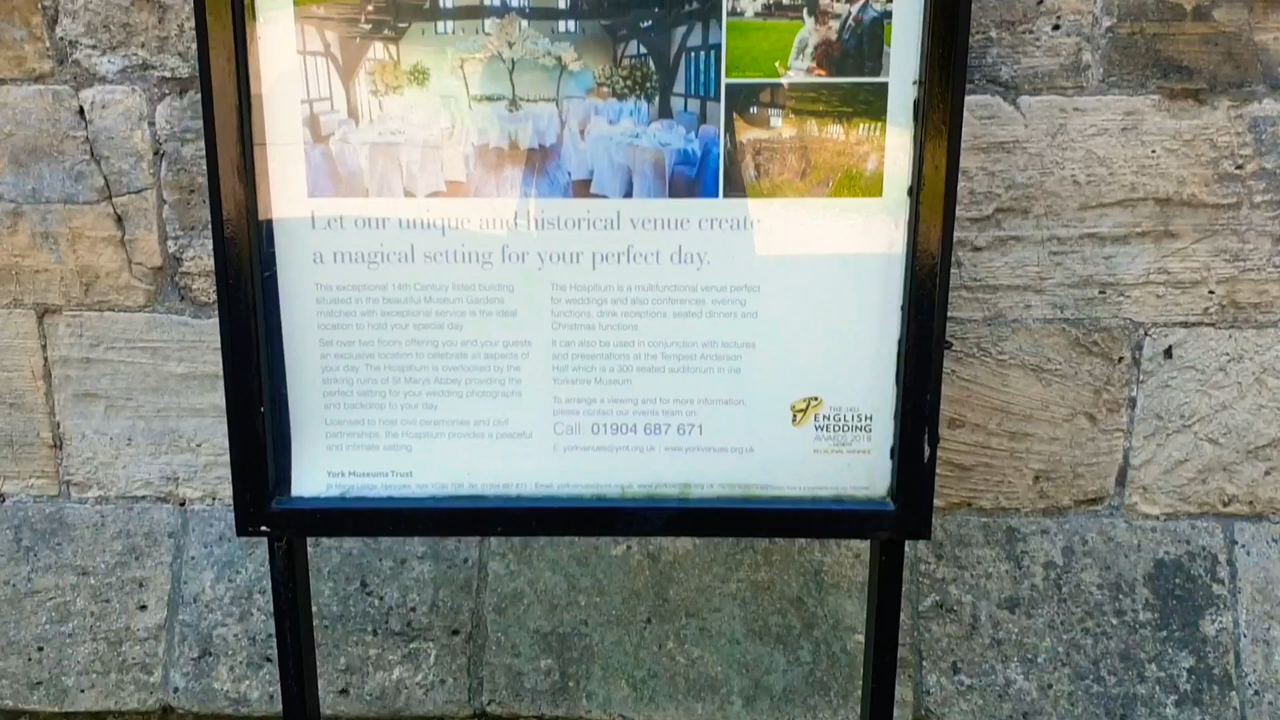 Let our unique and historical venue create
a magical setting for your perfect day.
This exceptional 14th Century listed building
situated in the beautiful Museum Gardens
matched with exceptional service is the ideal
location to hold your special day
Set over two floors offering you and your guests
an exclusive location to celebrate all aspects of
your day. The Hospitium is overlooked by the
striking ruins of St Marys Abbey providing the
perfect setting for your wedding photographs
and backdrop to your day
Licensed to host civil ceremonies and civil
partnerships, the Hospitium provides a peaceful
and intimate setting
The Hospitium is a multifunctional venue perfect
for weddings and also conferences, evening
functions, drink receptions, seated dinners and
Christmas functions.
It can also be used in conjunction with lectures
and presentations at the Tempest Anderson
Hall which is a 300 seated auditorium in the
Yorkshire Museum
To arrange a viewing and for more information,
please contact our events team on:
Call: 01904 687 671
E: yorkvenues@ymt.org.uk | www.yorkvenues.org.uk
THE
ENGLISH
WEDDING
AWARDS 2018
REGIONAL WINNER
York Museums Trust
St Marys Lodge,